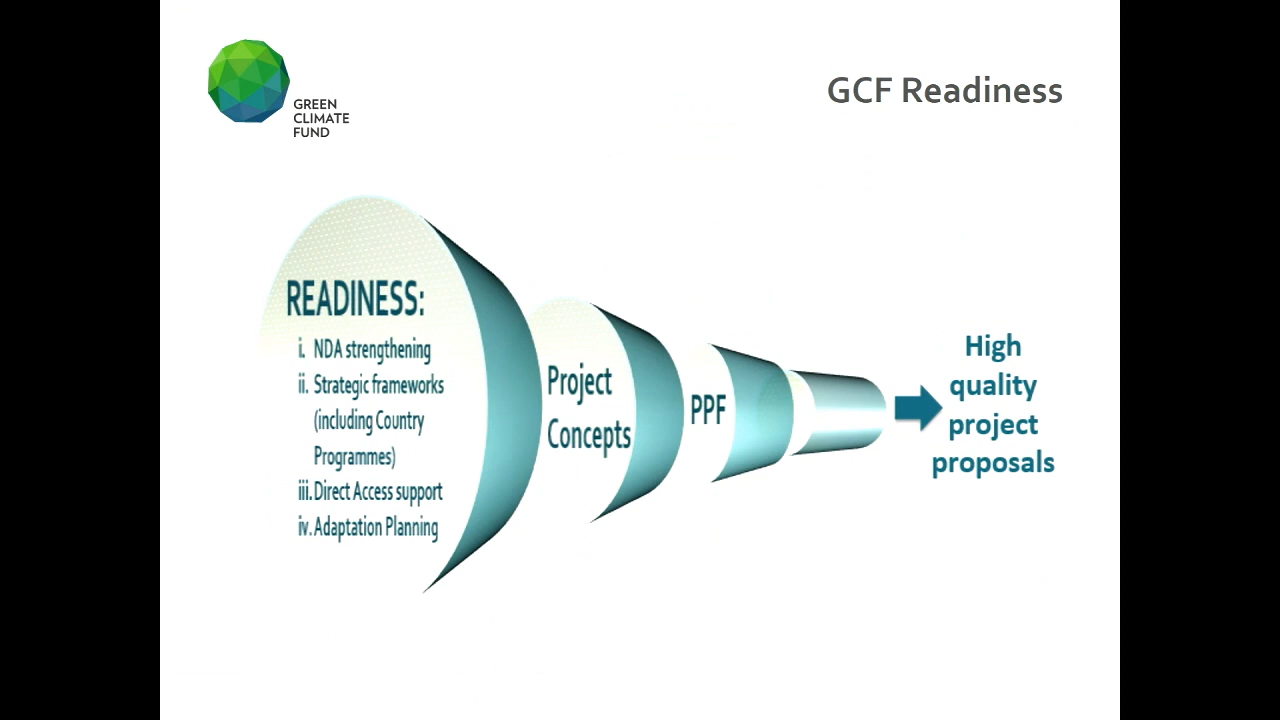 GREEN
CLIMATE
FUND
GCF Readiness
READINESS:
i. NDA strengthening
ii. Strategic frameworks
(including Country
Programmes)
iii. Direct Access support
iv. Adaptation Planning
Project
Concepts
PPF
High
quality
project
proposals